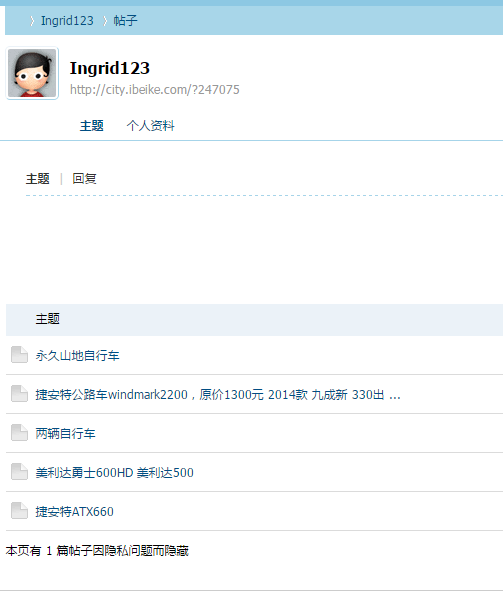 〉Ingrid123 〉帖子
Ingrid123
http://city.ibeike.com/?247075
主题 个人资料
主题 | 回复
主题
永久山地自行车
捷安特公路车windmark2200，原价1300元 2014款 九成新 330出 ...
两辆自行车
美利达勇士600HD 美利达500
捷安特ATX660
本页有 1 篇帖子因隐私问题而隐藏